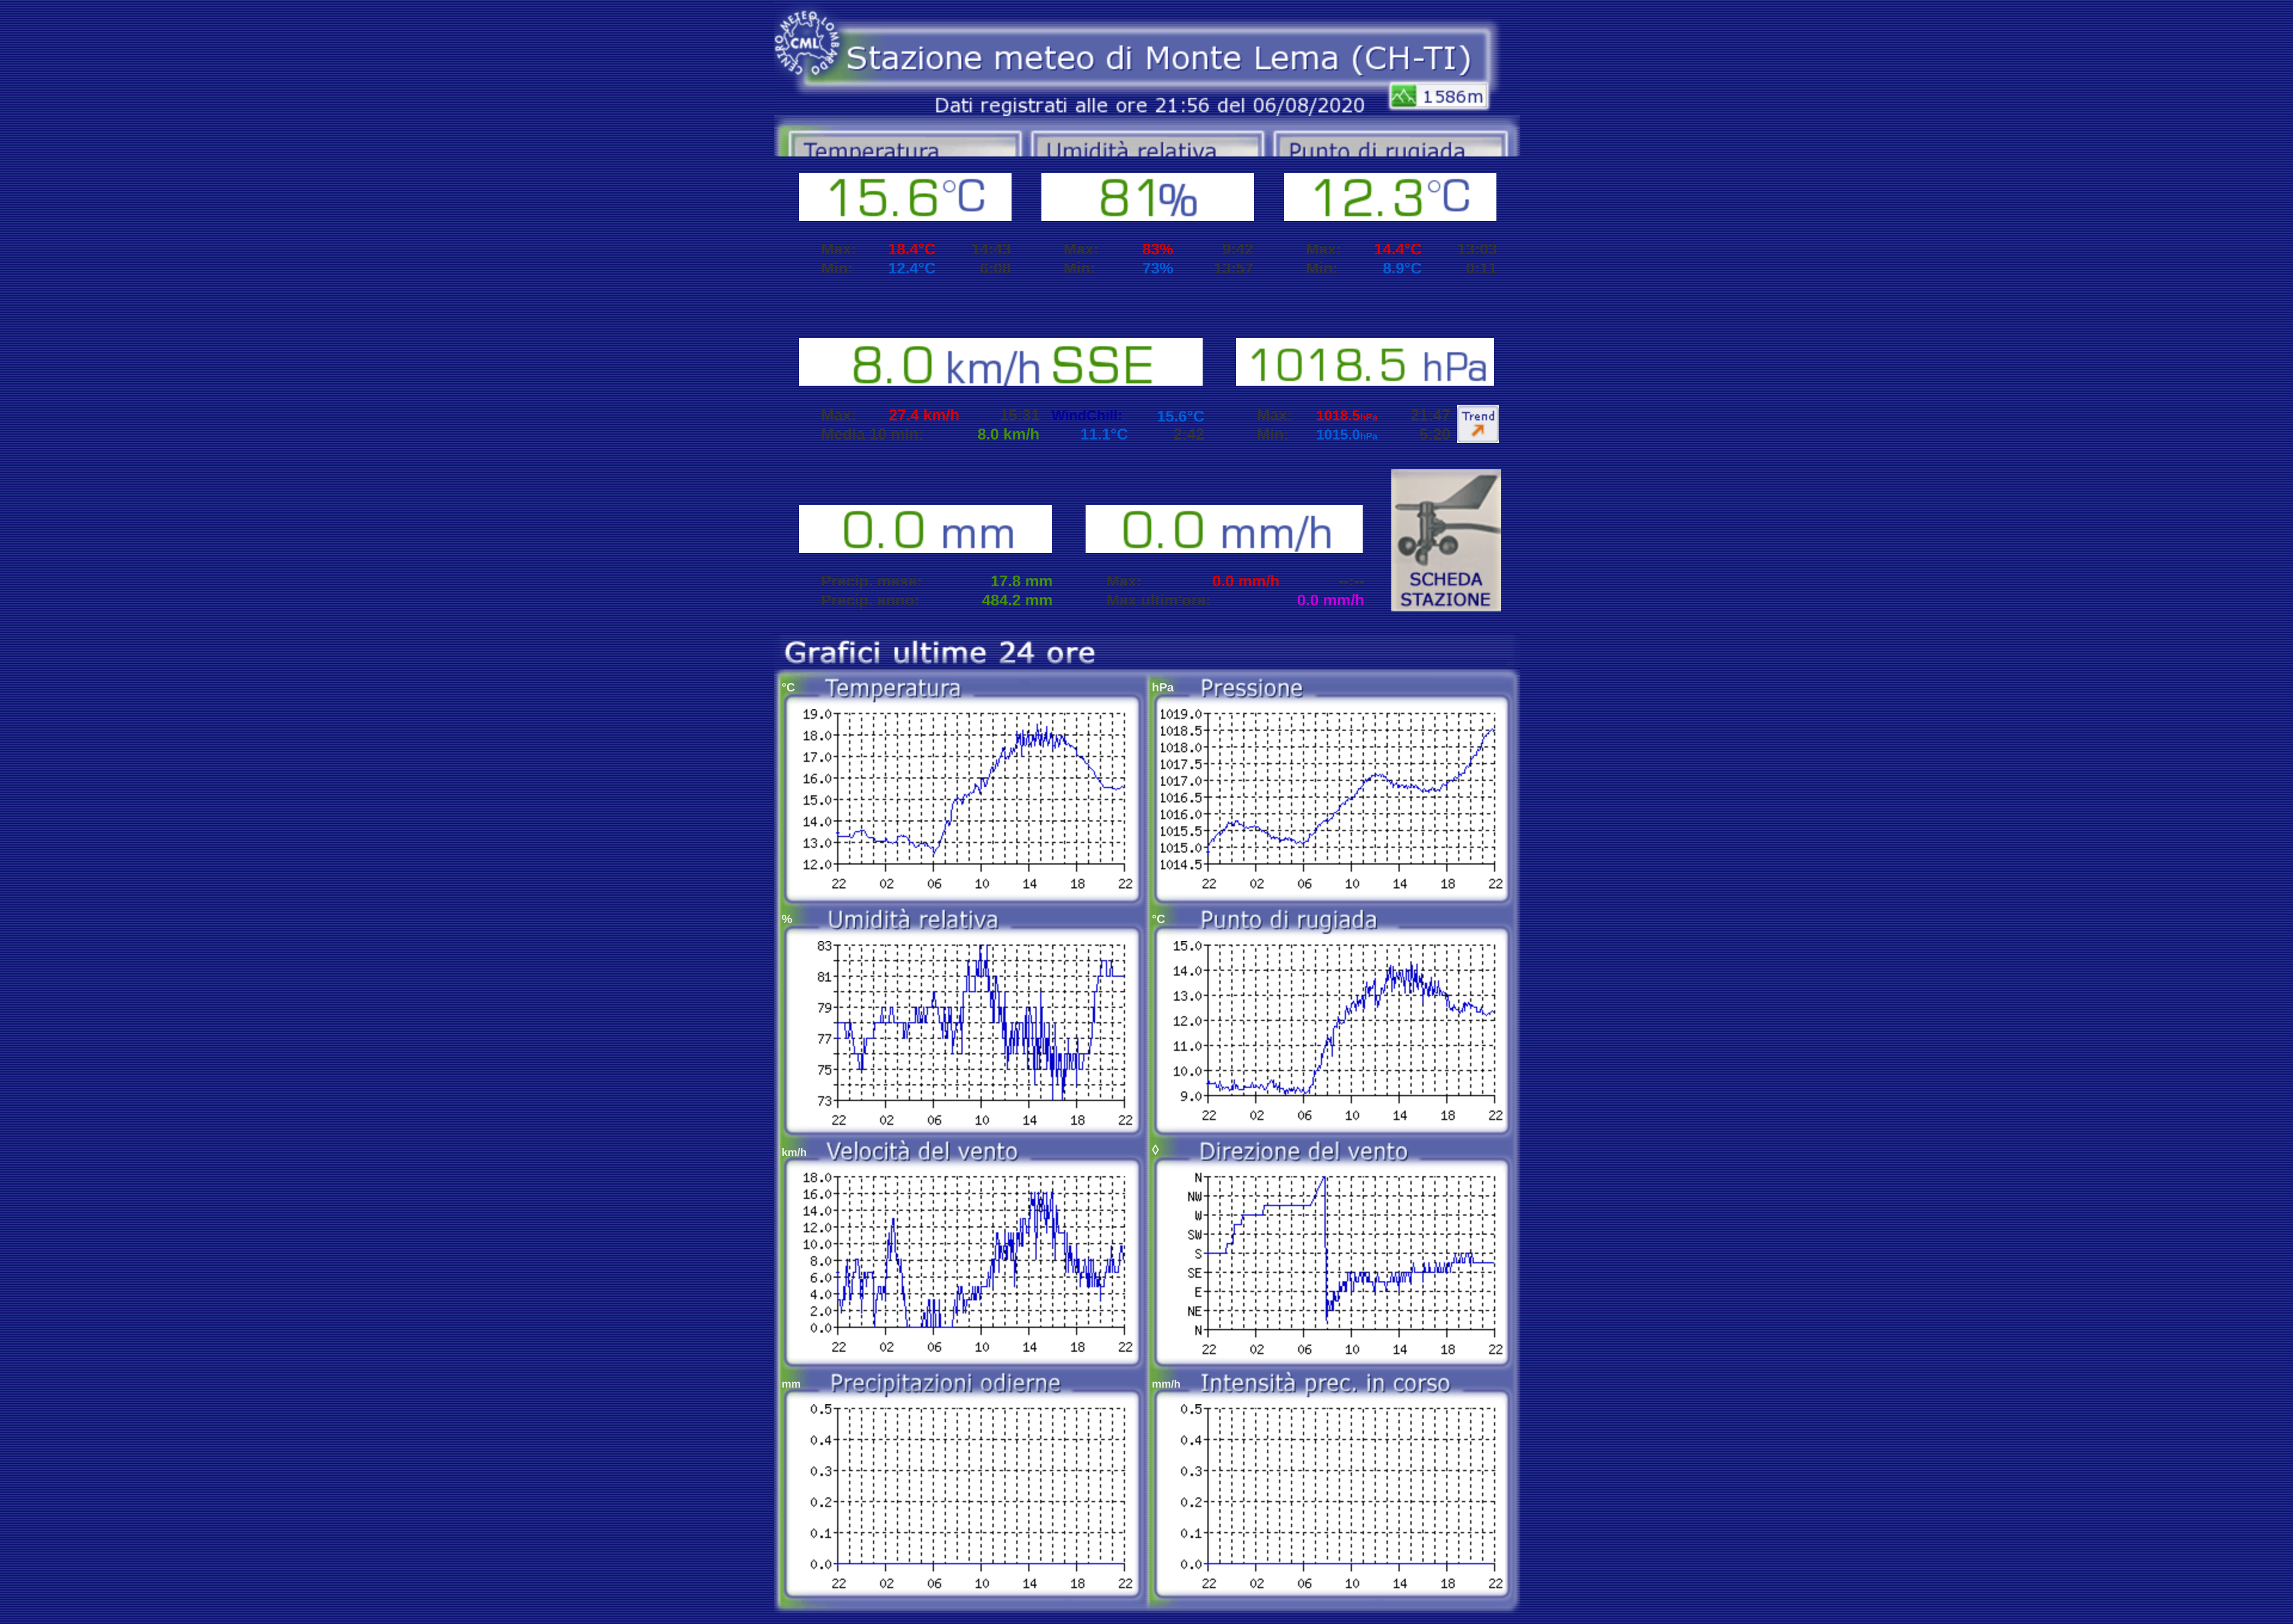 CENTRO METEO LOMBARDO
CML
Stazione meteo di Monte Lema (CH-TI)
1586m
Dati registrati alle ore 21:56 del 06/08/2020
Temperatura Umidità relativa Punto di rugiada
15.6°C 81% 12.3°C
Max: 18.4°C 14:43 Max: 83% 9:42 Max: 14.4°C 13:03
Min: 12.4°C 6:08 Min: 73% 13:57 Min: 8.9°C 0:11
8.0 km/h SSE 1018.5 hPa
Max: 27.4 km/h 15:31 WindChill: 15.6°C Max: 1018.5hPa 21:47
Media 10 min: 8.0 km/h 11.1°C 2:42 Min: 1015.0hPa 5:20
Trend
0.0 mm 0.0 mm/h
Precip. mese: 17.8 mm Max: 0.0 mm/h --:--
Precip. anno: 484.2 mm Max ultim'ora: 0.0 mm/h
SCHEDA
STAZIONE
Grafici ultime 24 ore
°C Temperatura
19.0
18.0
17.0
16.0
15.0
14.0
13.0
12.0
22 02 06 10 14 18 22
hPa Pressione
1019.0
1018.5
1018.0
1017.5
1017.0
1016.5
1016.0
1015.5
1015.0
1014.5
22 02 06 10 14 18 22
% Umidità relativa
83
81
79
77
75
73
22 02 06 10 14 18 22
°C Punto di rugiada
15.0
14.0
13.0
12.0
11.0
10.0
9.0
22 02 06 10 14 18 22
km/h Velocità del vento
18.0
16.0
14.0
12.0
10.0
8.0
6.0
4.0
2.0
0.0
22 02 06 10 14 18 22
◊ Direzione del vento
N
NW
W
SW
S
SE
E
NE
N
22 02 06 10 14 18 22
mm Precipitazioni odierne
0.5
0.4
0.3
0.2
0.1
0.0
22 02 06 10 14 18 22
mm/h Intensità prec. in corso
0.5
0.4
0.3
0.2
0.1
0.0
22 02 06 10 14 18 22